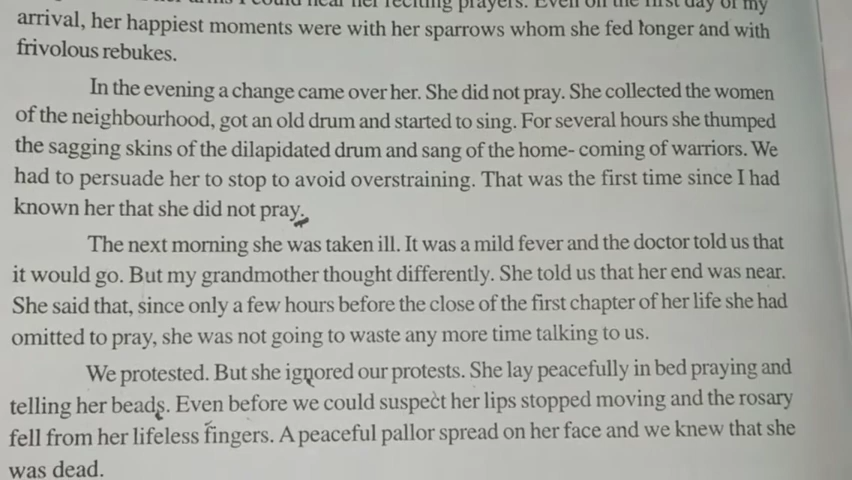 her reciting prayers. Even on the first day of my
arrival, her happiest moments were with her sparrows whom she fed longer and with
frivolous rebukes.
In the evening a change came over her. She did not pray. She collected the women
of the neighbourhood, got an old drum and started to sing. For several hours she thumped
the sagging skins of the dilapidated drum and sang of the home- coming of warriors. We
had to persuade her to stop to avoid overstraining. That was the first time since I had
known her that she did not pray.
The next morning she was taken ill. It was a mild fever and the doctor told us that
it would go. But my grandmother thought differently. She told us that her end was near.
She said that, since only a few hours before the close of the first chapter of her life she had
omitted to pray, she was not going to waste any more time talking to us.
We protested. But she ignored our protests. She lay peacefully in bed praying and
telling her beads. Even before we could suspect her lips stopped moving and the rosary
fell from her lifeless fingers. A peaceful pallor spread on her face and we knew that she
was dead.